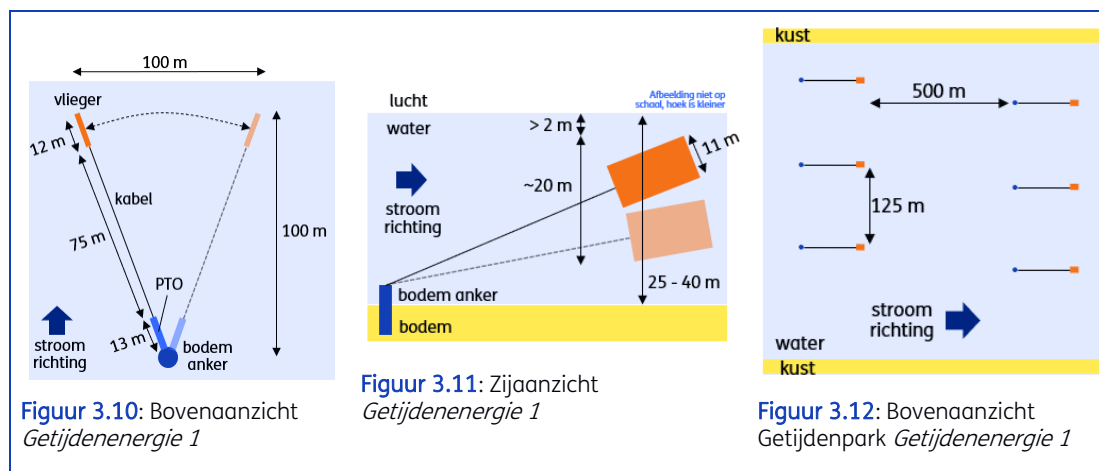 100 m
vlieger
12 m
kabel
75 m
100 m
PTO
13 m
stroom
richting
bodem
anker
Figuur 3.10: Bovenaanzicht
Getijdenenergie 1
lucht
water
Afbeelding niet op
schaal, hoek is kleiner
> 2 m
11 m
~20 m
stroom
richting
25 - 40 m
bodem anker
bodem
Figuur 3.11: Zijaanzicht
Getijdenenergie 1
kust
500 m
125 m
stroom
richting
water
kust
Figuur 3.12: Bovenaanzicht
Getijdenpark Getijdenenergie 1